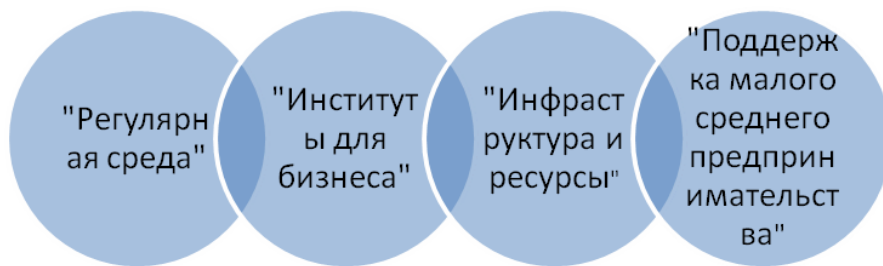 "Регулярн
ая среда"
"Институт
ы для
бизнеса"
"Инфраст
руктура и
ресурсы"
"Поддерж
ка малого
среднего
предприн
имательст
ва"